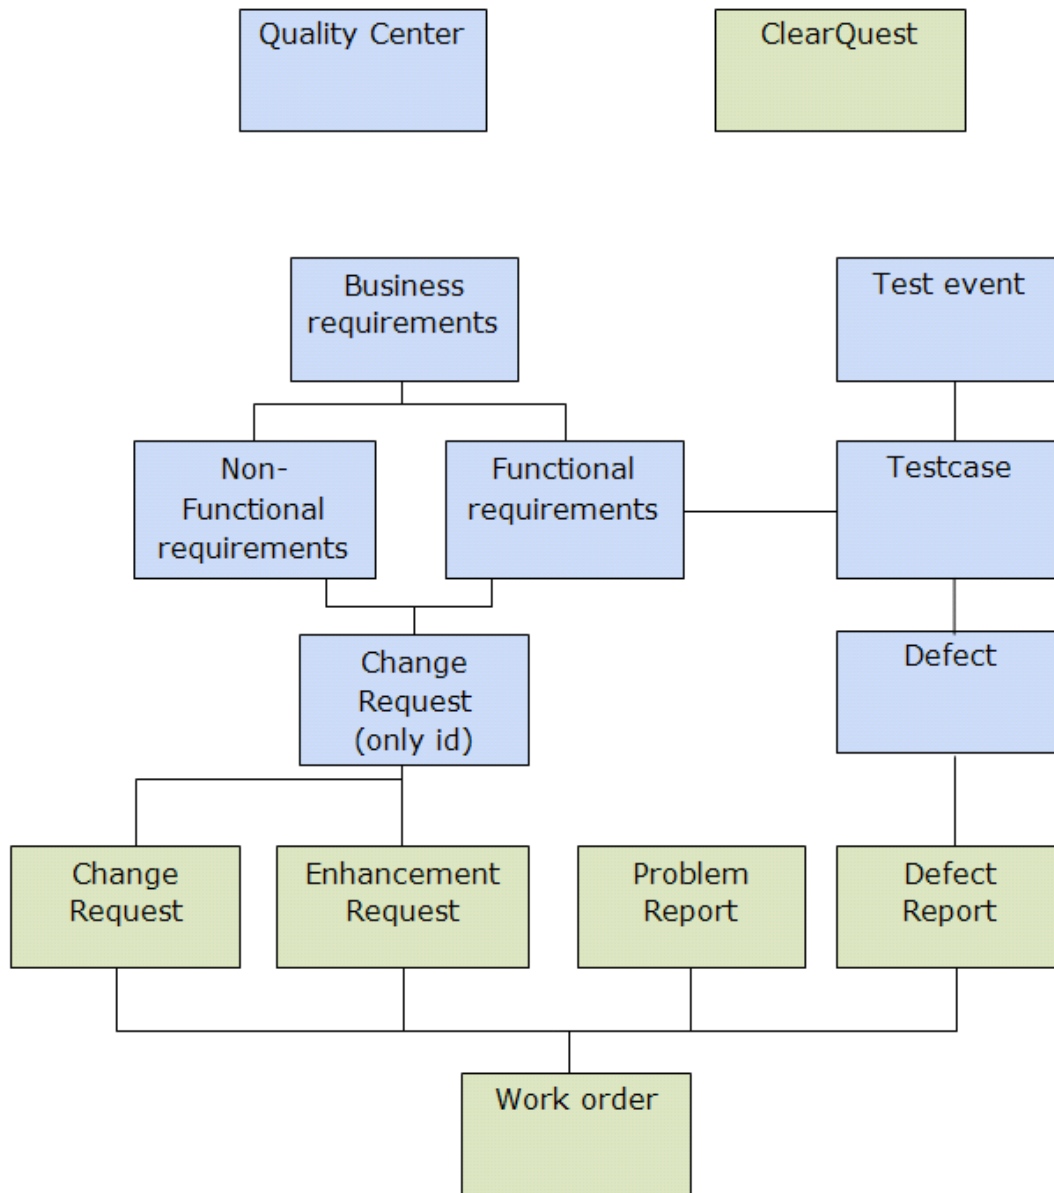 Quality Center
ClearQuest
Business
requirements
Test event
Non-
Functional
requirements
Functional
requirements
Testcase
Change
Request
(only id)
Defect
Change
Request
Enhancement
Request
Problem
Report
Defect
Report
Work order